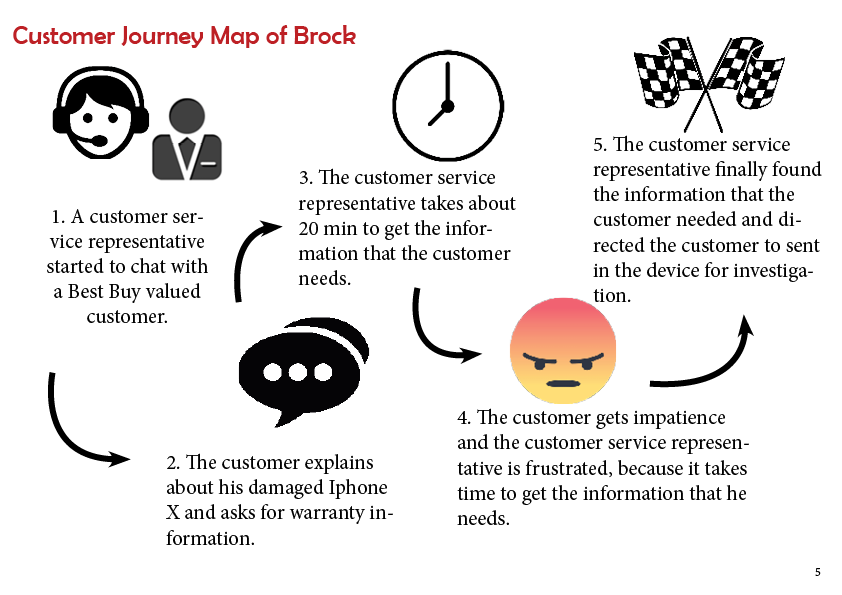 Customer Journey Map of Brock
1. A customer ser-
vice representative
started to chat with
a Best Buy valued
customer.
2. The customer explains
about his damaged Iphone
X and asks for warranty in-
formation.
3. The customer service
representative takes about
20 min to get the infor-
mation that the customer
needs.
4. The customer gets impatience
and the customer service represen-
tative is frustrated, because it takes
time to get the information that he
needs.
5. The customer service
representative finally found
the information that the
customer needed and di-
rected the customer to sent
in the device for investiga-
tion.
5